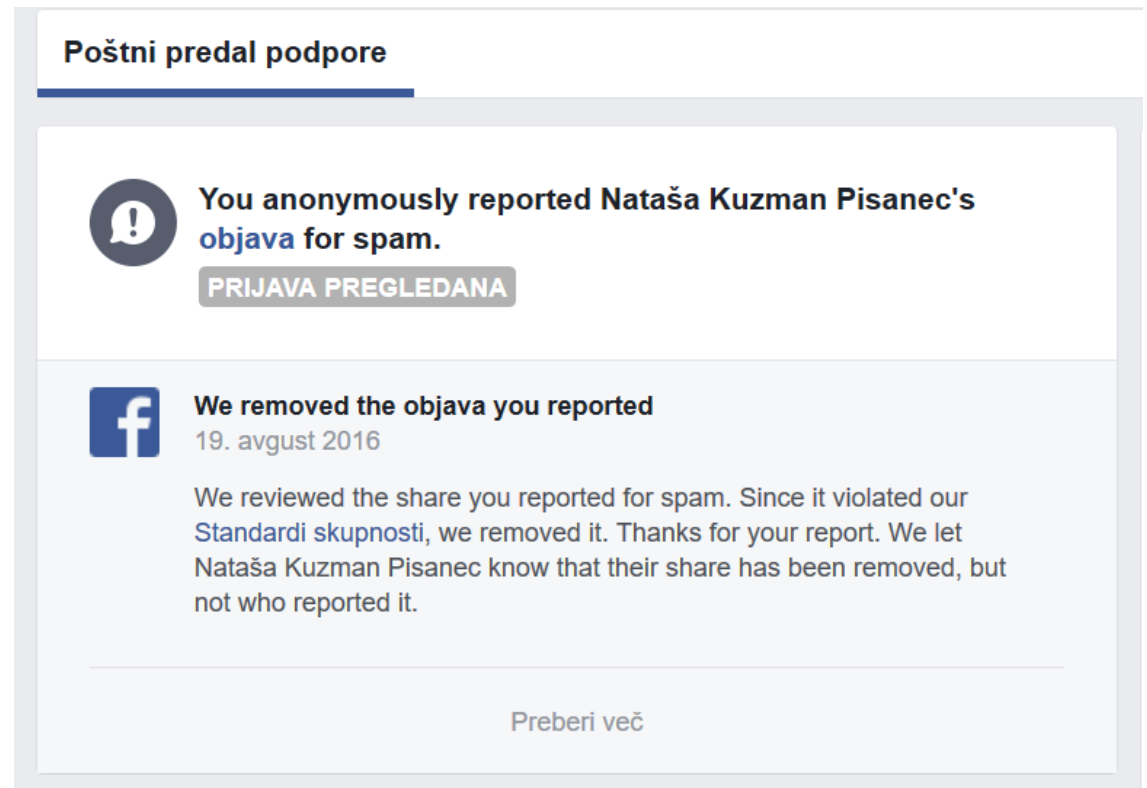 Poštni predal podpore
You anonymously reported Nataša Kuzman Pisanec's
objava for spam.
PRIJAVA PREGLEDANA
We removed the objava you reported
19. avgust 2016
We reviewed the share you reported for spam. Since it violated our
Standardi skupnosti, we removed it. Thanks for your report. We let
Nataša Kuzman Pisanec know that their share has been removed, but
not who reported it.
Preberi več